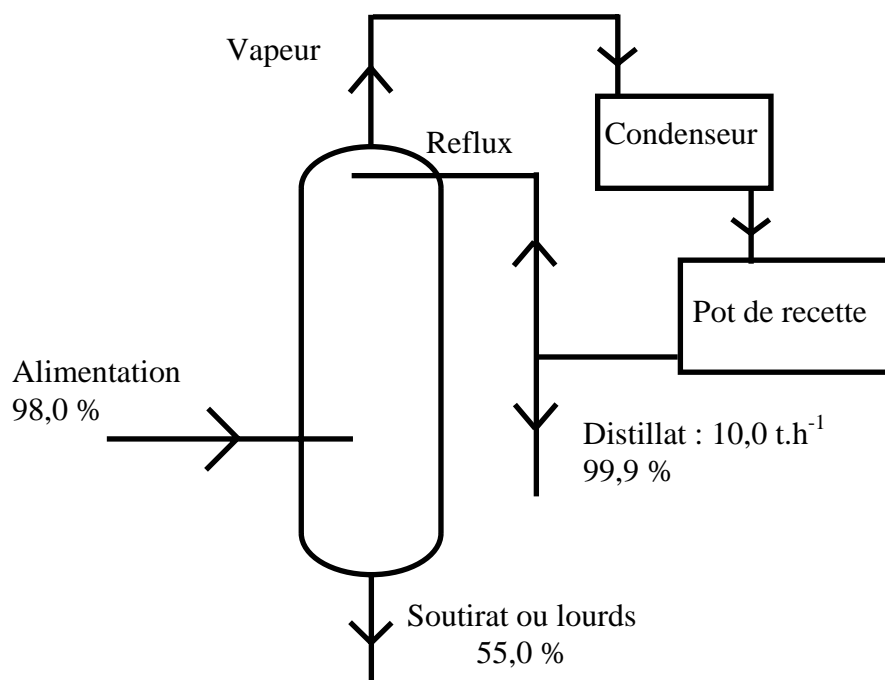 Vapeur
Condenseur
Reflux
Pot de recette
Alimentation
98,0 %
Distillat : 10,0 t.h-1
99,9 %
Soutirat ou lourds
55,0 %